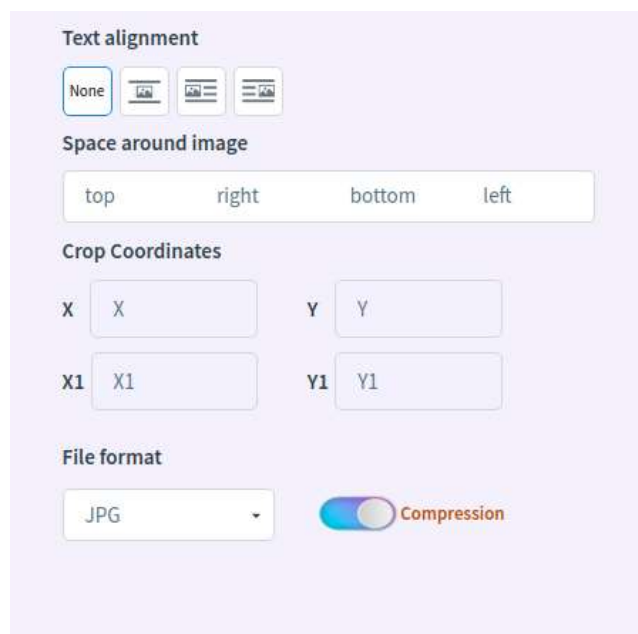 Text alignment
None
Space around image
top right bottom left
Crop Coordinates
X X Y Y
X1 X1 Y1 Y1
File format
JPG Compression